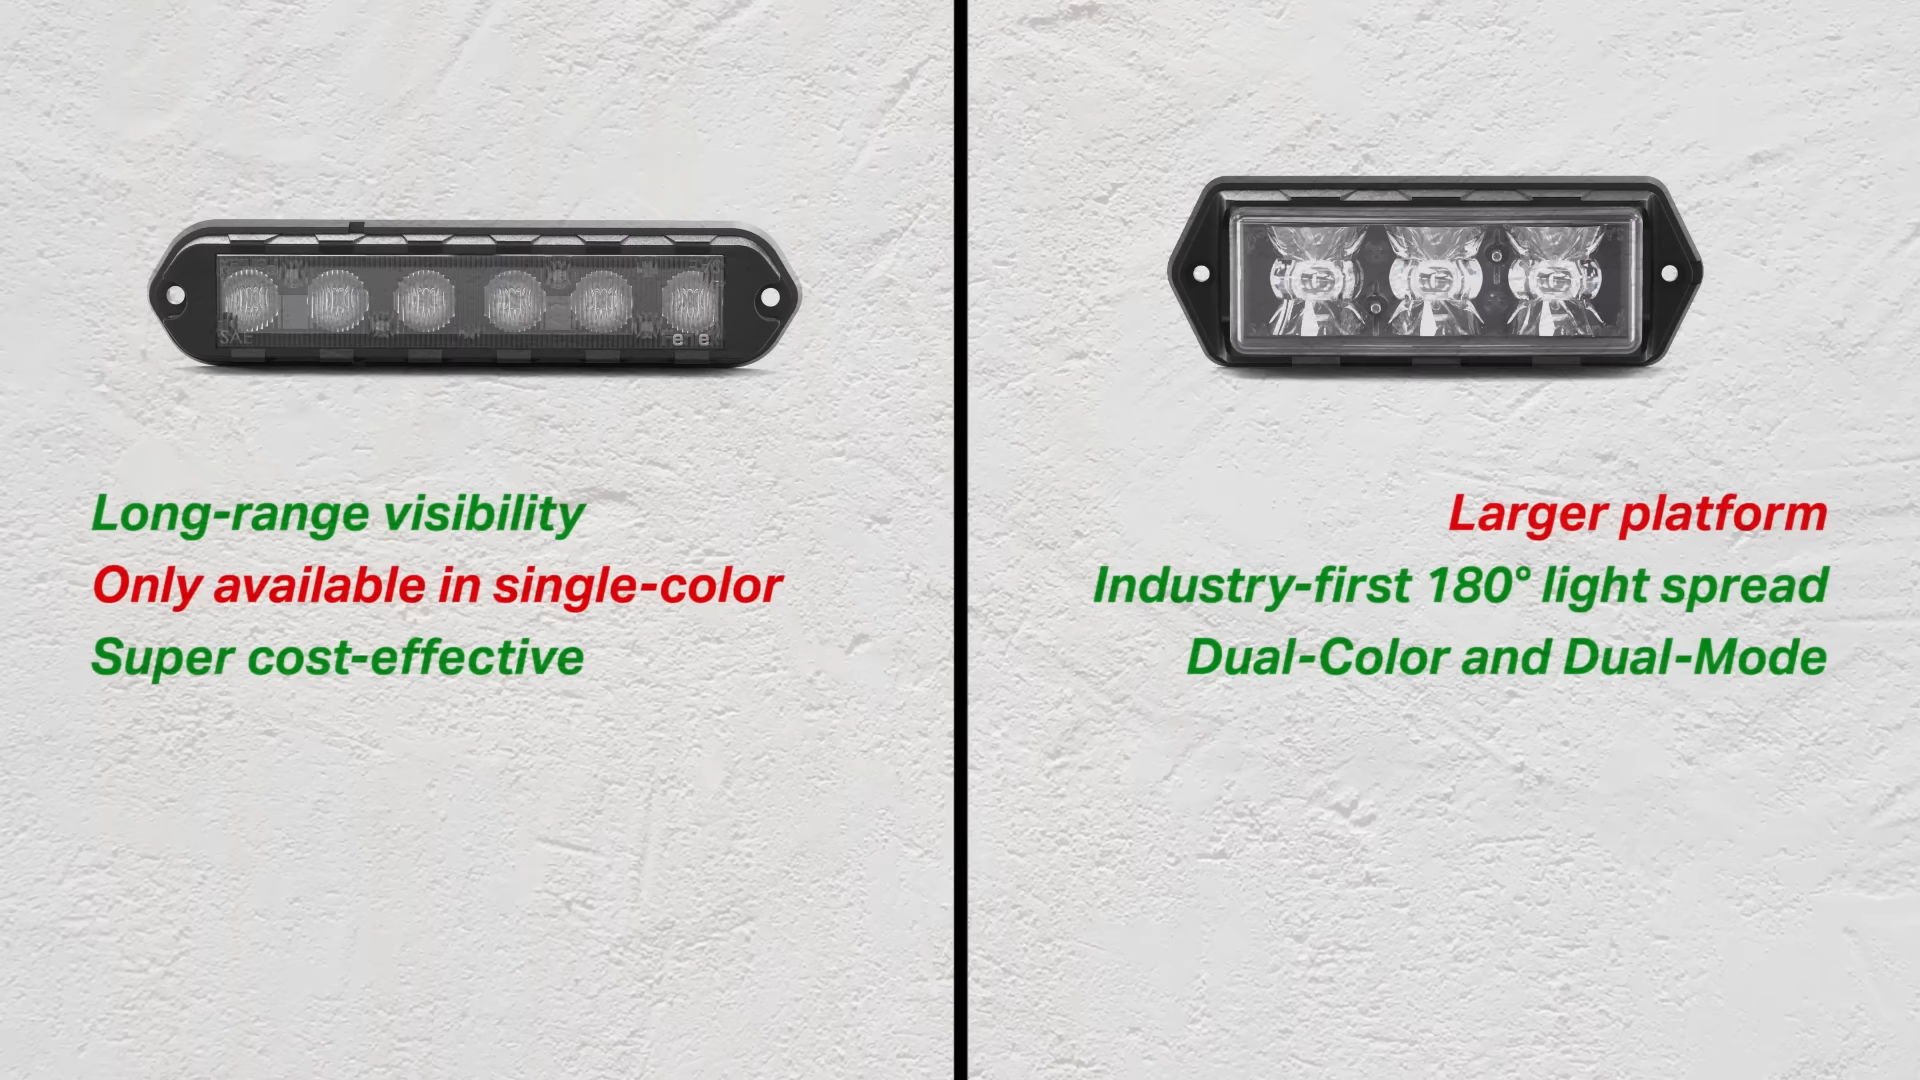 SAE
Long-range visibility
Only available in single-color
Super cost-effective
Larger platform
Industry-first 180° light spread
Dual-Color and Dual-Mode